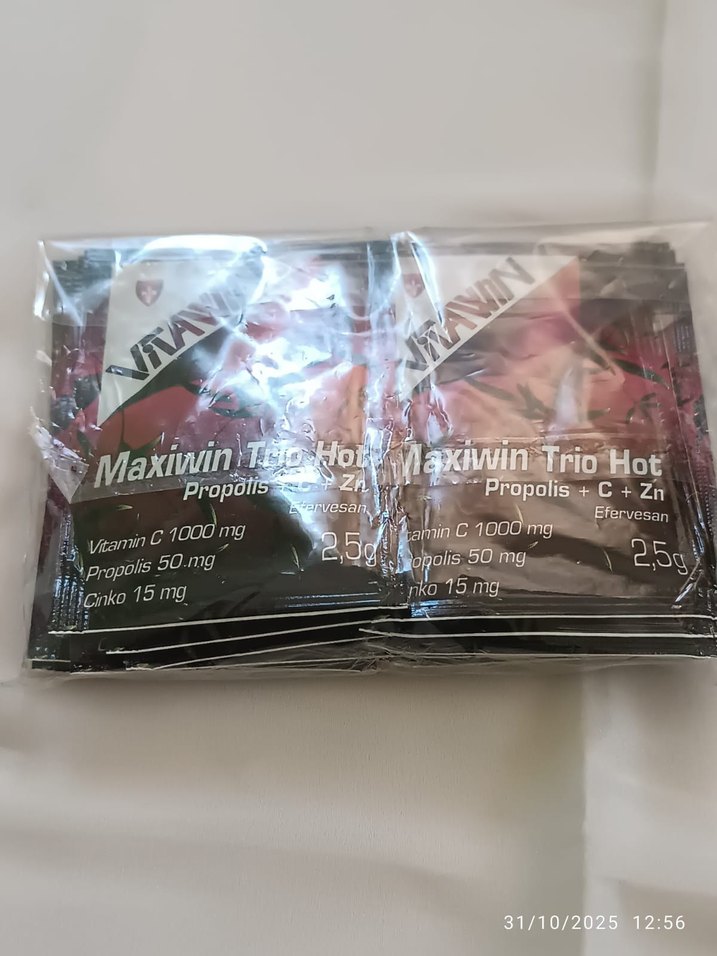 VITAWIN
Maxiwin Trio Hot
Propolis + C + Zn
Efervesan
Vitamin C 1000 mg
Propolis 50 mg
Cinko 15 mg
2,5g
VITAWIN
Maxiwin Trio Hot
Propolis + C + Zn
Efervesan
tamin C 1000 mg
opolis 50 mg
nko 15 mg
2,5g
31/10/2025 12:56